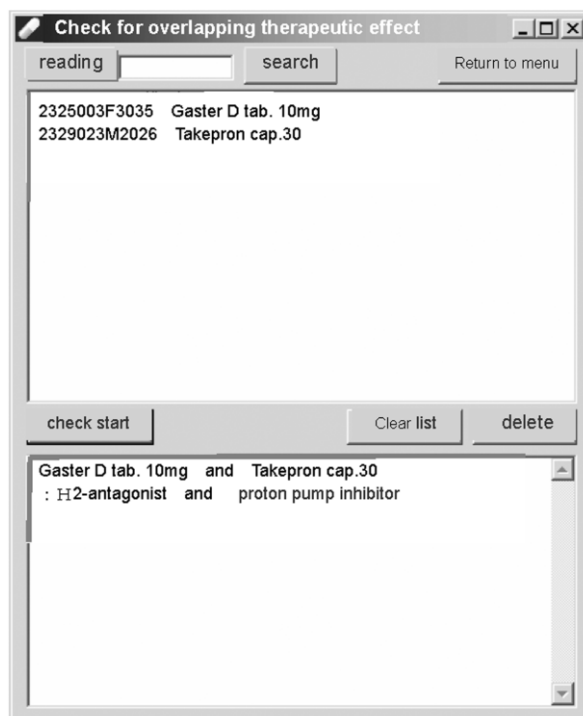 Check for overlapping therapeutic effect
reading search Return to menu
2325003F3035 Gaster D tab. 10mg
2329023M2026 Takepron cap.30
check start Clear list delete
Gaster D tab. 10mg and Takepron cap.30
: H2-antagonist and proton pump inhibitor